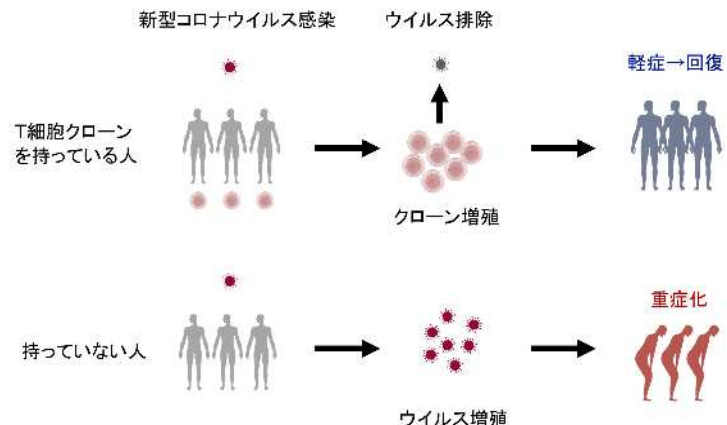 新型コロナウイルス感染
ウイルス排除
軽症→回復
T細胞クローン
を持っている人
クローン増殖
重症化
持っていない人
ウイルス増殖